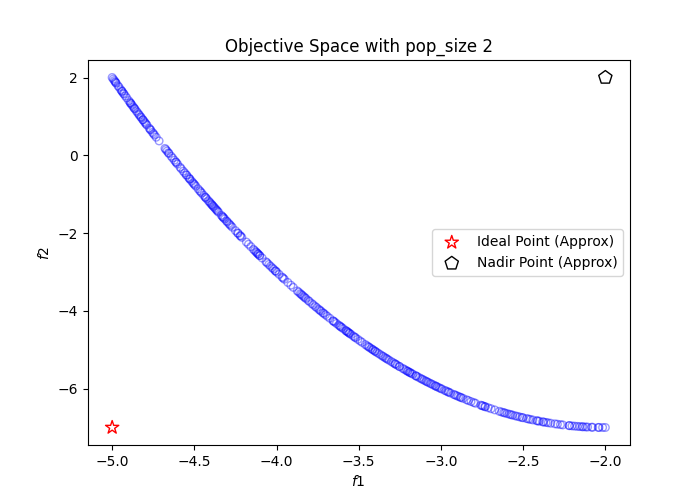 Objective Space with pop_size 2
2
0
−2
−4
−6
f2
Ideal Point (Approx)
Nadir Point (Approx)
−5.0 −4.5 −4.0 −3.5 −3.0 −2.5 −2.0
f1